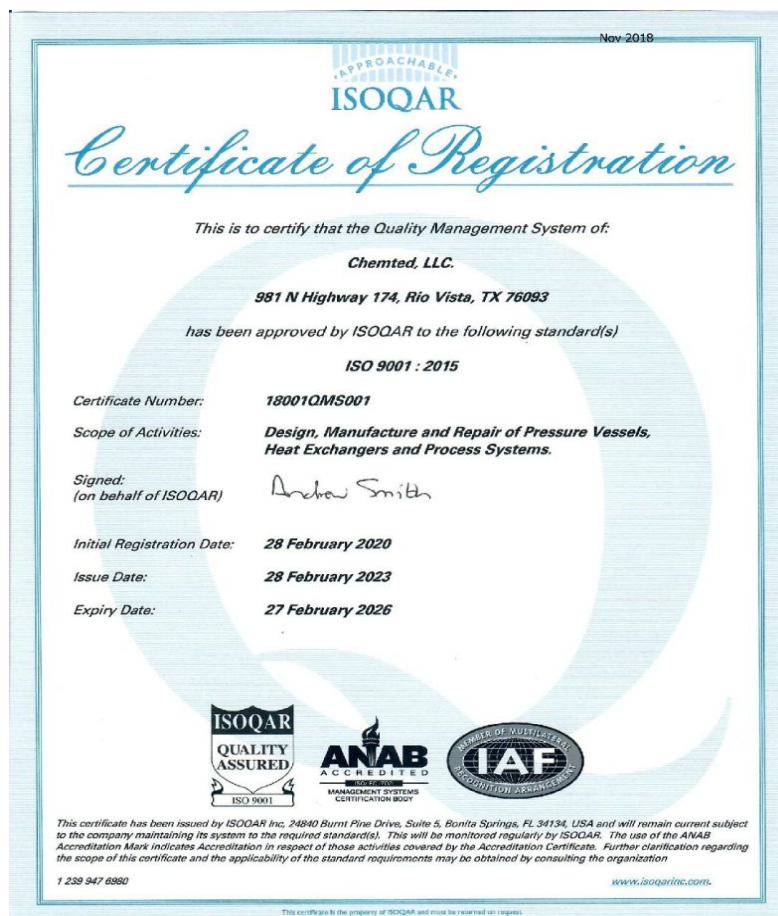 Nov 2018
APPROACHABLE
ISOQAR
Certificate of Registration
This is to certify that the Quality Management System of:
Chemted, LLC.
981 N Highway 174, Rio Vista, TX 76093
has been approved by ISOQAR to the following standard(s)
ISO 9001 : 2015
Certificate Number: 18001QMS001
Scope of Activities: Design, Manufacture and Repair of Pressure Vessels,
Heat Exchangers and Process Systems.
Signed:
(on behalf of ISOQAR) Andrew Smith
Initial Registration Date: 28 February 2020
Issue Date: 28 February 2023
Expiry Date: 27 February 2026
ISOQAR
QUALITY
ASSURED
ISO 9001
ANAB
ACCREDITED
MANAGEMENT SYSTEMS
CERTIFICATION BODY
MEMBER OF MULTILATERAL
IAF
RECOGNITION ARRANGEMENT
This certificate has been issued by ISOQAR Inc, 24840 Burnt Pine Drive, Suite 5, Bonita Springs, FL 34134, USA and will remain current subject
to the company maintaining its system to the required standard(s). This will be monitored regularly by ISOQAR. The use of the ANAB
Accreditation Mark indicates Accreditation in respect of those activities covered by the Accreditation Certificate. Further clarification regarding
the scope of this certificate and the applicability of the standard requirements may be obtained by consulting the organization
1 239 947 6980
www.isoqarinc.com.
This certificate is the property of ISOQAR and must be returned on request